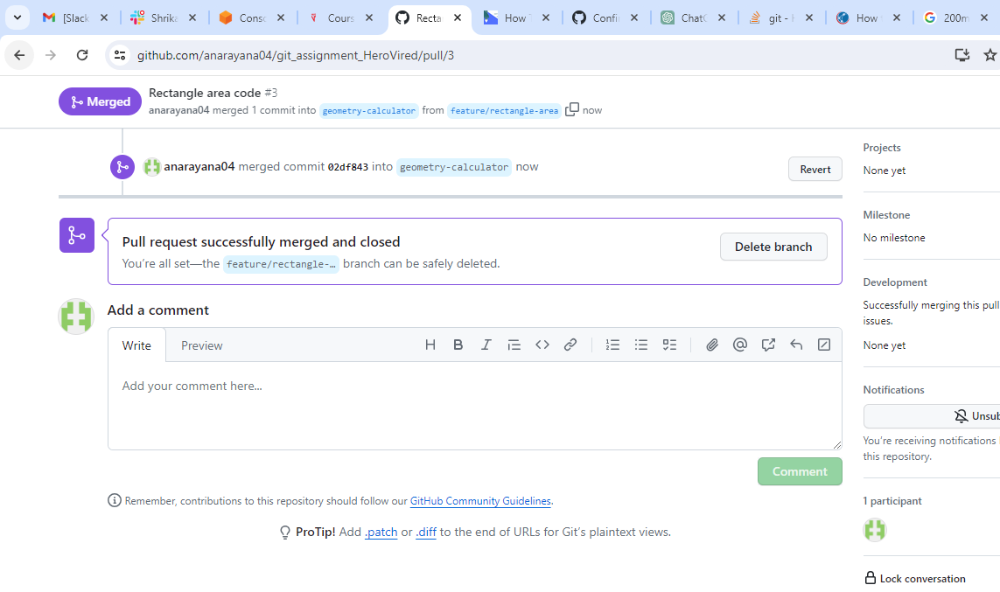 [Slack
Shrika
Conso
Cours
Recta
How T
Confi
ChatG
git - H
How
200m
github.com/anarayana04/git_assignment_HeroVired/pull/3
Merged
Rectangle area code #3
anarayana04 merged 1 commit into geometry-calculator from feature/rectangle-area now
anarayana04 merged commit 02df843 into geometry-calculator now
Revert
Pull request successfully merged and closed
You’re all set—the feature/rectangle-… branch can be safely deleted.
Delete branch
Add a comment
Write
Preview
Add your comment here...
Comment
Remember, contributions to this repository should follow our GitHub Community Guidelines.
ProTip! Add .patch or .diff to the end of URLs for Git’s plaintext views.
Projects
None yet
Milestone
No milestone
Development
Successfully merging this pull
issues.
None yet
Notifications
Unsub
You’re receiving notifications
this repository.
1 participant
Lock conversation